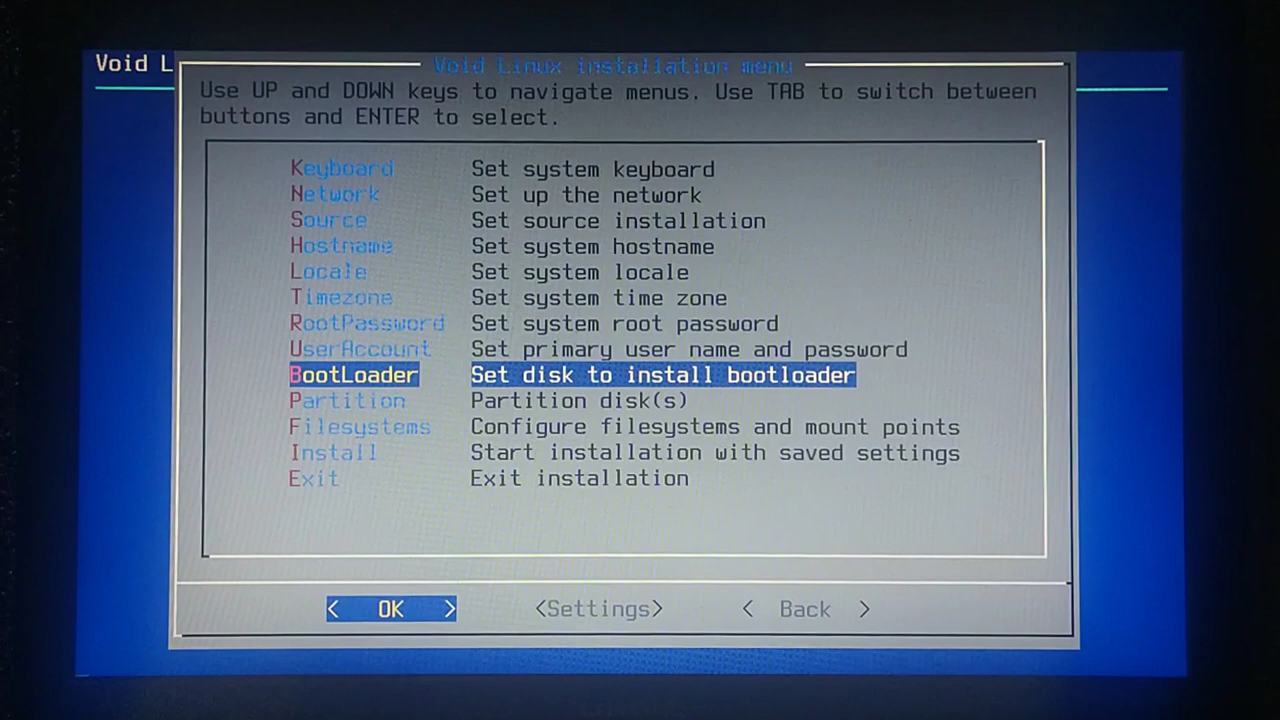 Void L
Void Linux installation menu
Use UP and DOWN keys to navigate menus. Use TAB to switch between
buttons and ENTER to select.
Keyboard Set system keyboard
Network Set up the network
Source Set source installation
Hostname Set system hostname
Locale Set system locale
Timezone Set system time zone
RootPassword Set system root password
UserAccount Set primary user name and password
BootLoader Set disk to install bootloader
Partition Partition disk(s)
Filesystems Configure filesystems and mount points
Install Start installation with saved settings
Exit Exit installation
< OK > <Settings> < Back >